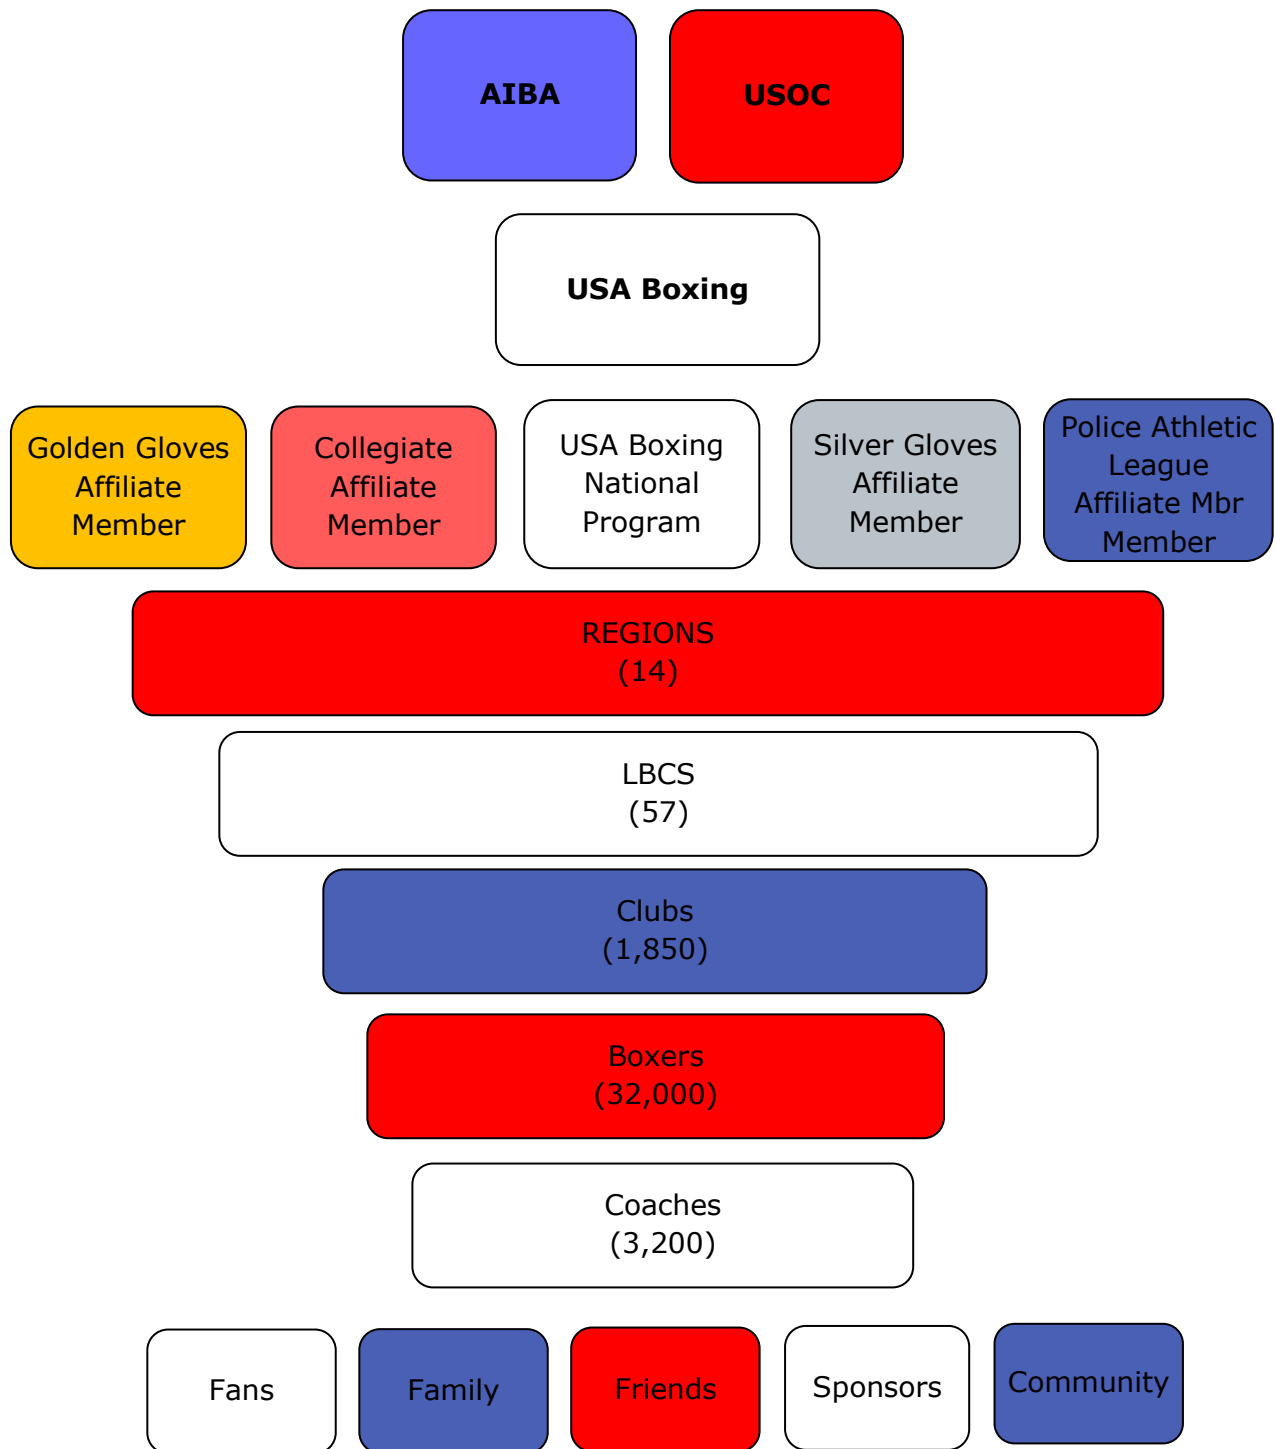 AIBA
USOC
USA Boxing
Golden Gloves
Affiliate
Member
Collegiate
Affiliate
Member
USA Boxing
National
Program
Silver Gloves
Affiliate
Member
Police Athletic
League
Affiliate Mbr
Member
REGIONS
(14)
LBCS
(57)
Clubs
(1,850)
Boxers
(32,000)
Coaches
(3,200)
Fans
Family
Friends
Sponsors
Community